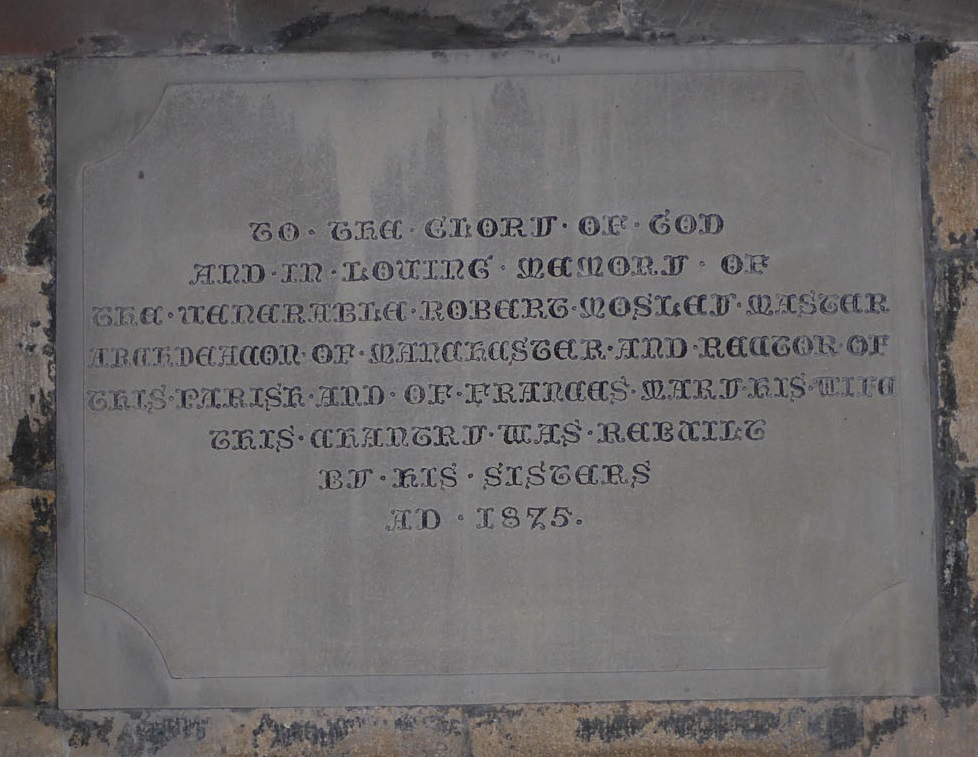 TO · THE · GLORY · OF · GOD
AND · IN · LOVING · MEMORY · OF
THE · VENERABLE · ROBERT · MOSLEY · MASTER
ARCHDEACON · OF · MANCHESTER · AND · RECTOR · OF
THIS · PARISH · AND · OF · FRANCES · MARY · HIS · WIFE
THIS · CHANTRY · WAS · REBUILT
BY · HIS · SISTERS
AD · 1875.